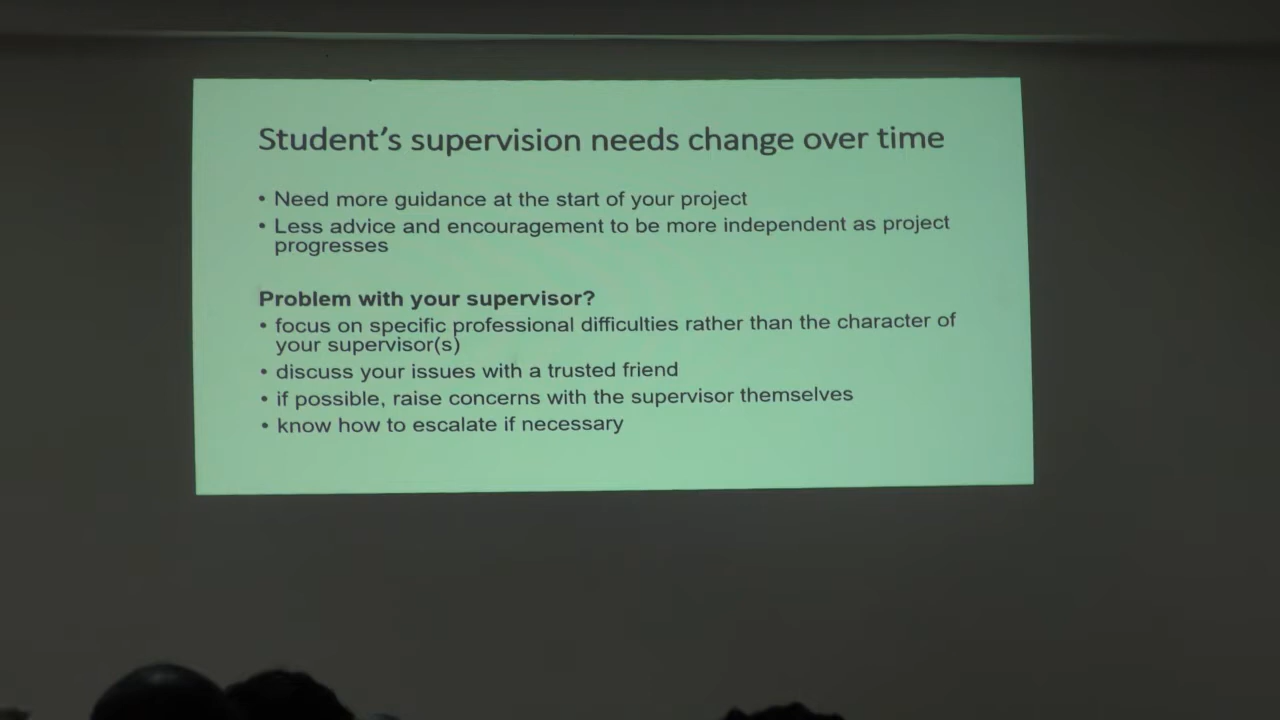 Student's supervision needs change over time
• Need more guidance at the start of your project
• Less advice and encouragement to be more independent as project
progresses
Problem with your supervisor?
• focus on specific professional difficulties rather than the character of
your supervisor(s)
• discuss your issues with a trusted friend
• if possible, raise concerns with the supervisor themselves
• know how to escalate if necessary